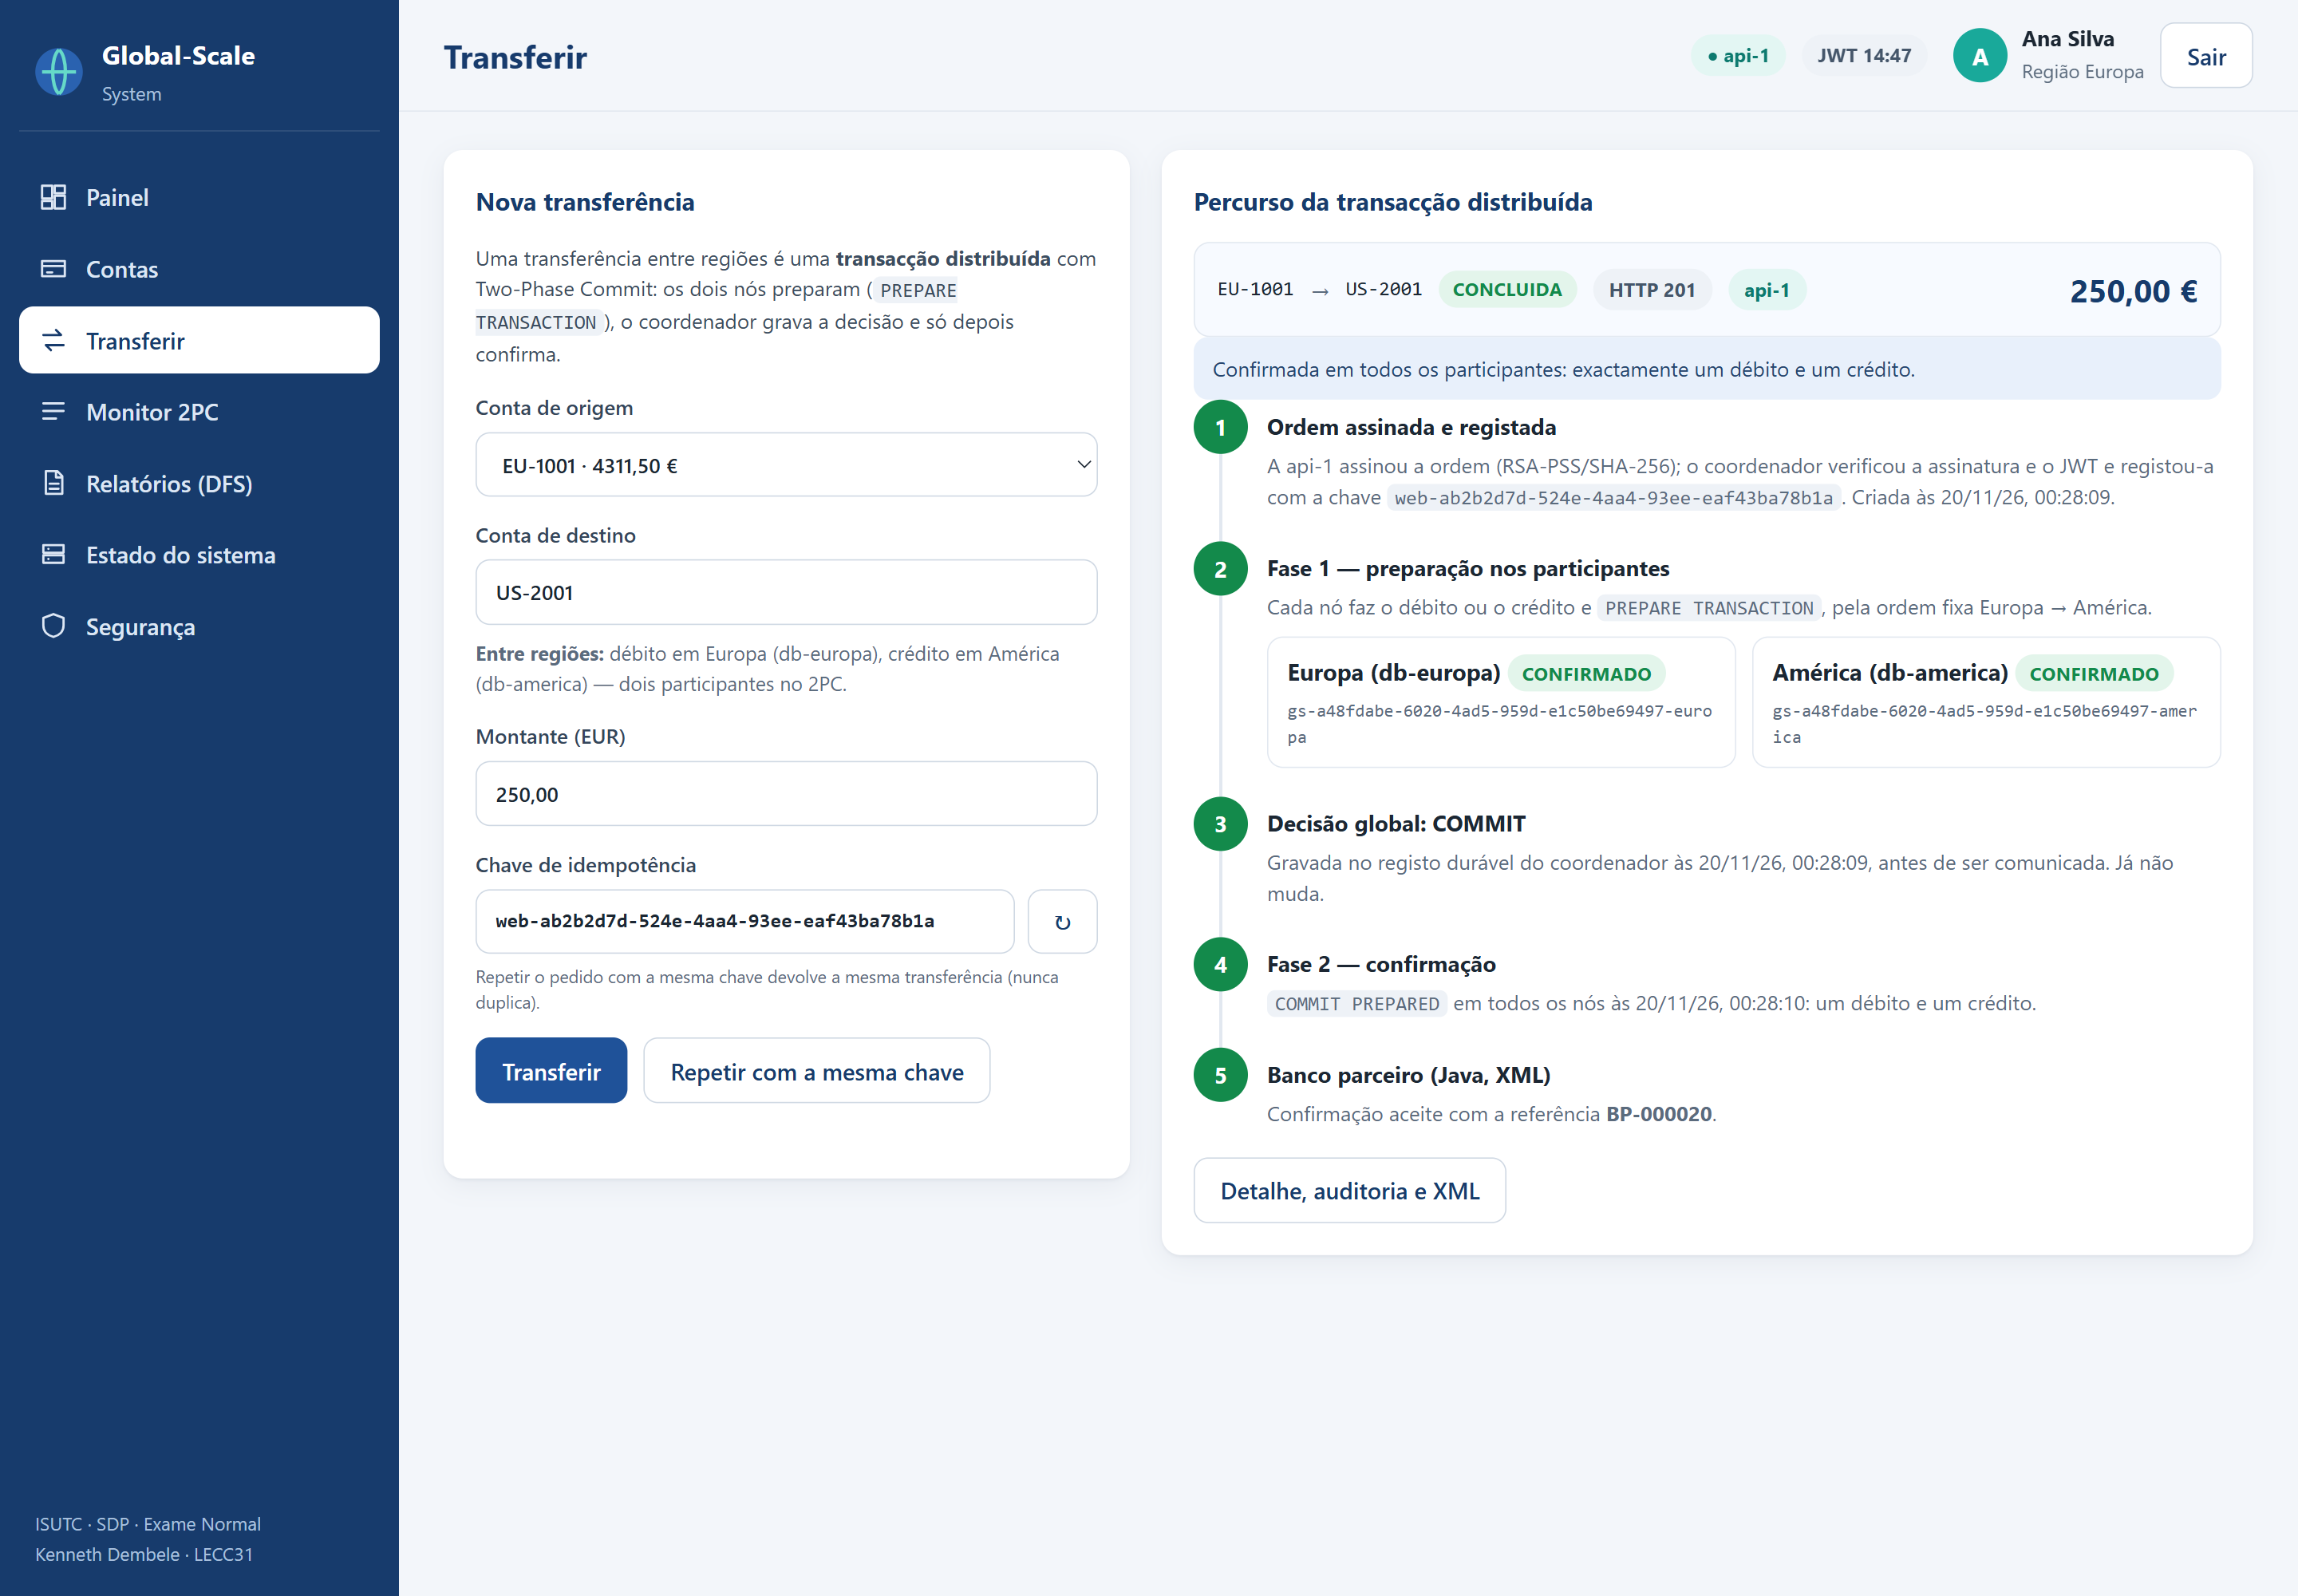 Global-Scale
System
Painel
Contas
Transferir
Monitor 2PC
Relatórios (DFS)
Estado do sistema
Segurança
ISUTC · SDP · Exame Normal
Kenneth Dembele · LECC31
Transferir
• api-1
JWT 14:47
A
Ana Silva
Região Europa
Sair
Nova transferência
Uma transferência entre regiões é uma transacção distribuída com
Two-Phase Commit: os dois nós preparam ( PREPARE
TRANSACTION ), o coordenador grava a decisão e só depois
confirma.
Conta de origem
EU-1001 · 4311,50 €
Conta de destino
US-2001
Entre regiões: débito em Europa (db-europa), crédito em América
(db-america) — dois participantes no 2PC.
Montante (EUR)
250,00
Chave de idempotência
web-ab2b2d7d-524e-4aa4-93ee-eaf43ba78b1a
↻
Repetir o pedido com a mesma chave devolve a mesma transferência (nunca
duplica).
Transferir
Repetir com a mesma chave
Percurso da transacção distribuída
EU-1001 → US-2001 CONCLUIDA HTTP 201 api-1 250,00 €
Confirmada em todos os participantes: exactamente um débito e um crédito.
1 Ordem assinada e registada
A api-1 assinou a ordem (RSA-PSS/SHA-256); o coordenador verificou a assinatura e o JWT e registou-a
com a chave web-ab2b2d7d-524e-4aa4-93ee-eaf43ba78b1a . Criada às 20/11/26, 00:28:09.
2 Fase 1 — preparação nos participantes
Cada nó faz o débito ou o crédito e PREPARE TRANSACTION , pela ordem fixa Europa → América.
Europa (db-europa) CONFIRMADO
gs-a48fdabe-6020-4ad5-959d-e1c50be69497-euro
pa
América (db-america) CONFIRMADO
gs-a48fdabe-6020-4ad5-959d-e1c50be69497-amer
ica
3 Decisão global: COMMIT
Gravada no registo durável do coordenador às 20/11/26, 00:28:09, antes de ser comunicada. Já não
muda.
4 Fase 2 — confirmação
COMMIT PREPARED em todos os nós às 20/11/26, 00:28:10: um débito e um crédito.
5 Banco parceiro (Java, XML)
Confirmação aceite com a referência BP-000020.
Detalhe, auditoria e XML